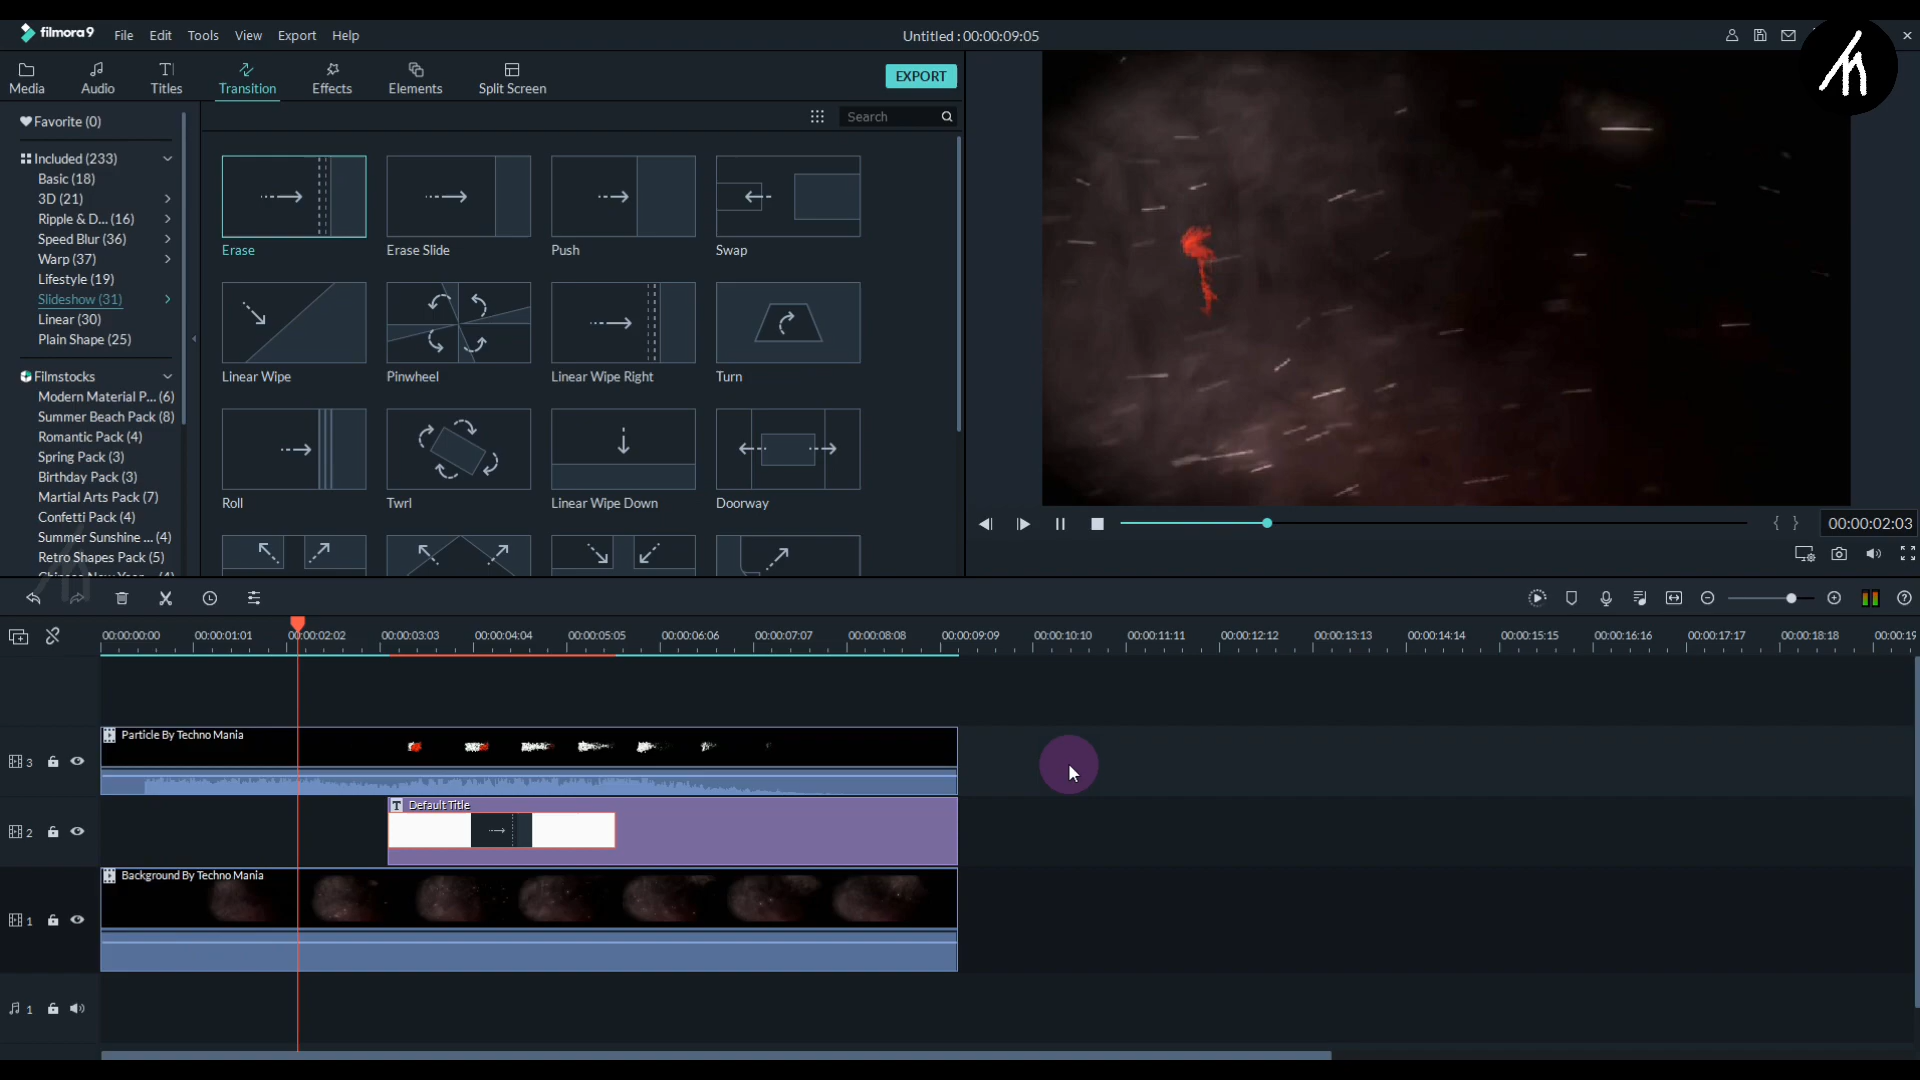 filmora9
File Edit Tools View Export Help
Untitled : 00:00:09:05
Media Audio Titles Transition Effects Elements Split Screen
EXPORT
Search
Favorite (0)
Included (233)
Basic (18)
3D (21)
Ripple & D... (16)
Speed Blur (36)
Warp (37)
Lifestyle (19)
Slideshow (31)
Linear (30)
Plain Shape (25)
Filmstocks
Modern Material P... (6)
Summer Beach Pack (8)
Romantic Pack (4)
Spring Pack (3)
Birthday Pack (3)
Martial Arts Pack (7)
Confetti Pack (4)
Summer Sunshine ... (4)
Retro Shapes Pack (5)
Erase Erase Slide Push Swap
Linear Wipe Pinwheel Linear Wipe Right Turn
Roll Twrl Linear Wipe Down Doorway
00:00:02:03
00:00:00:00 00:00:01:01 00:00:02:02 00:00:03:03 00:00:04:04 00:00:05:05 00:00:06:06 00:00:07:07 00:00:08:08 00:00:09:09 00:00:10:10 00:00:11:11 00:00:12:12 00:00:13:13 00:00:14:14 00:00:15:15 00:00:16:16 00:00:17:17 00:00:18:18 00:00:19
Particle By Techno Mania
3
Default Title
2
Background By Techno Mania
1
1